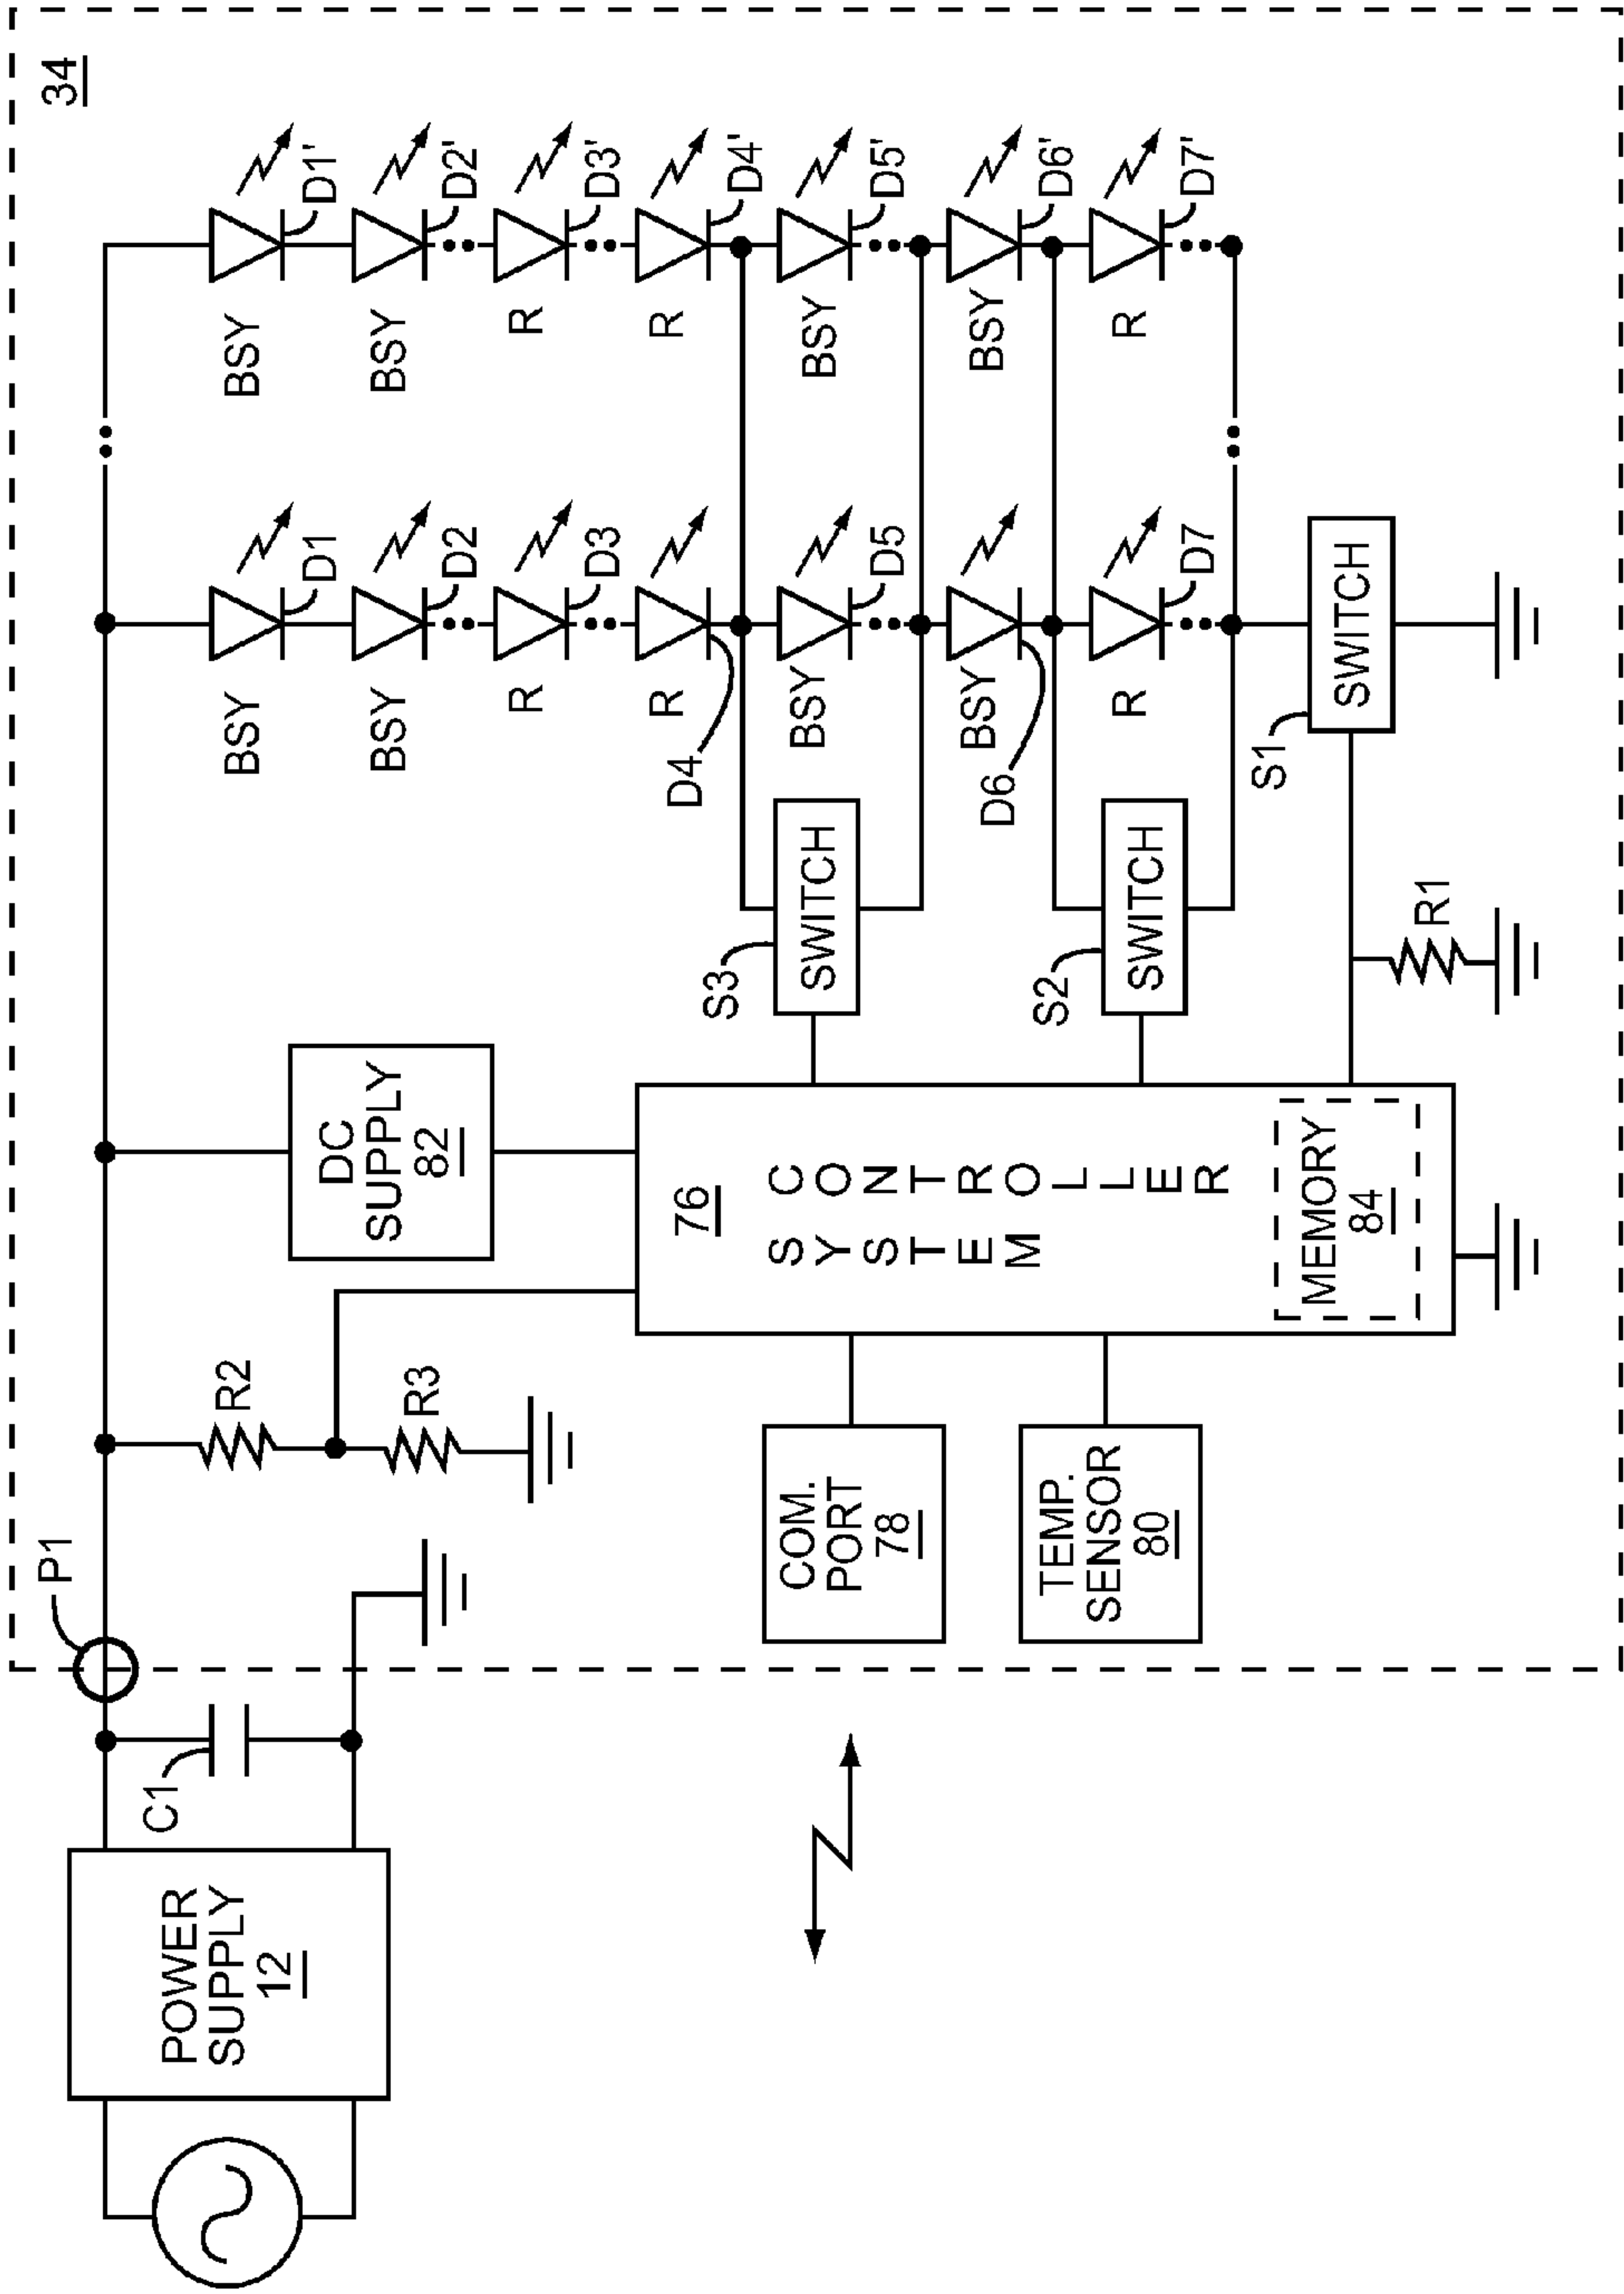 34
P1
POWER
SUPPLY
12
C1
R2
R3
DC
SUPPLY
82
COM.
PORT
78
TEMP.
SENSOR
80
76
SYSTEM
CONTROLLER
MEMORY
84
S3
SWITCH
S2
SWITCH
S1
SWITCH
R1
BSY
D1
BSY
D2
R
D3
R
D4
BSY
D5
BSY
D6
R
D7
BSY
D1'
BSY
D2'
R
D3'
R
D4'
BSY
D5'
BSY
D6'
R
D7'